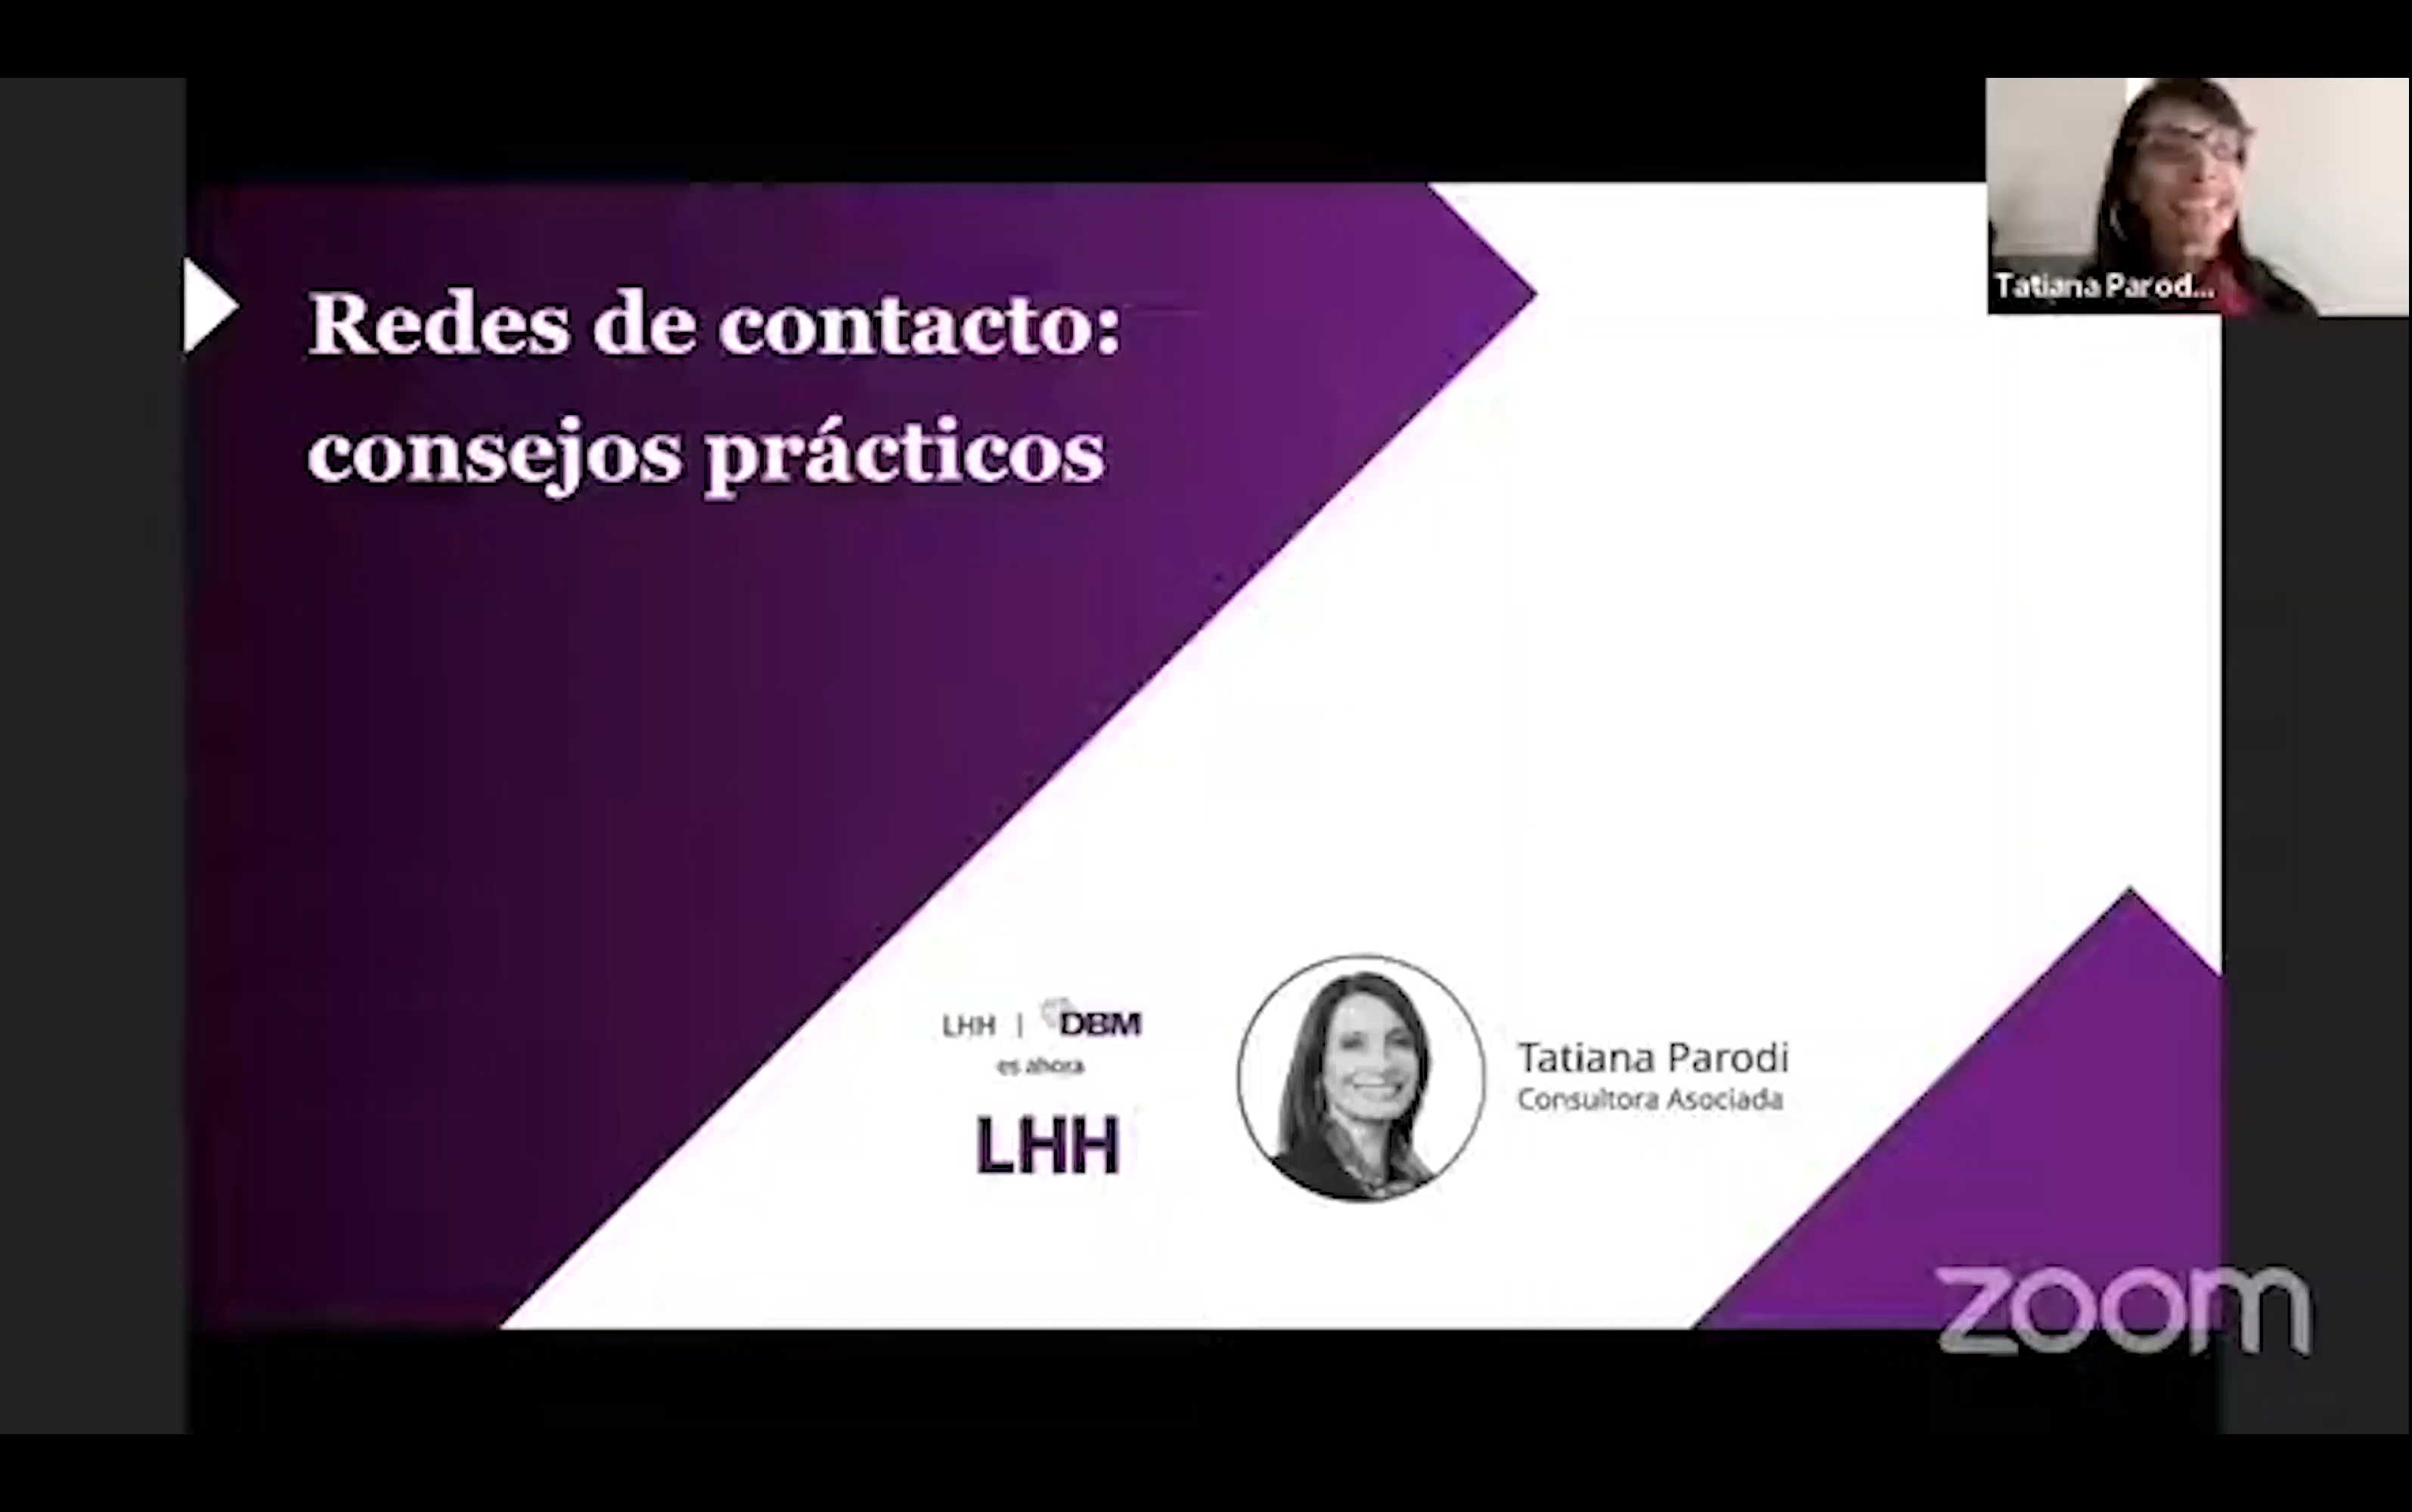 Redes de contacto:
consejos prácticos
Tatiana Parod...
LHH | DBM
es ahora
LHH
Tatiana Parodi
Consultora Asociada
zoom